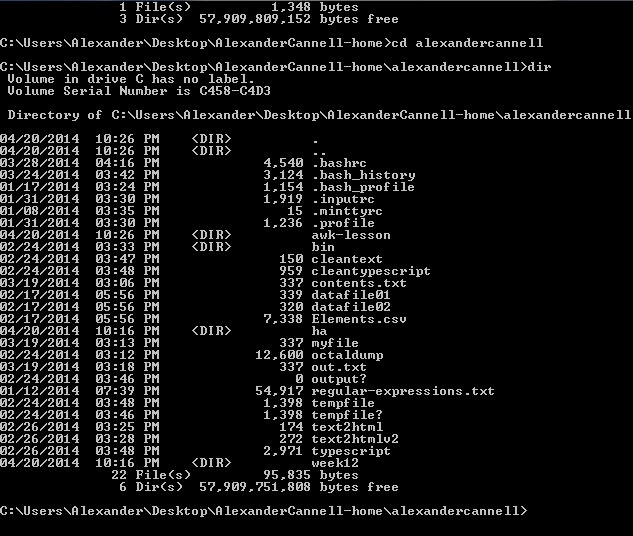 1 File(s) 1,348 bytes
3 Dir(s) 57,909,809,152 bytes free
C:\Users\Alexander\Desktop\AlexanderCannell-home>cd alexandercannell
C:\Users\Alexander\Desktop\AlexanderCannell-home\alexandercannell>dir
Volume in drive C has no label.
Volume Serial Number is C458-C4D3
Directory of C:\Users\Alexander\Desktop\AlexanderCannell-home\alexandercannell
04/20/2014 10:26 PM <DIR> .
04/20/2014 10:26 PM <DIR> ..
03/28/2014 04:16 PM 4,540 .bashrc
03/24/2014 03:42 PM 3,124 .bash_history
01/17/2014 03:24 PM 1,154 .bash_profile
01/31/2014 03:30 PM 1,919 .inputrc
01/08/2014 03:35 PM 15 .minttyrc
01/31/2014 03:30 PM 1,236 .profile
04/20/2014 10:26 PM <DIR> awk-lesson
02/24/2014 03:33 PM <DIR> bin
02/24/2014 03:47 PM 150 cleantext
02/24/2014 03:48 PM 959 cleantypescript
03/19/2014 03:06 PM 337 contents.txt
02/17/2014 05:56 PM 339 datafile01
02/17/2014 05:56 PM 320 datafile02
02/17/2014 05:56 PM 7,338 Elements.csv
04/20/2014 10:16 PM <DIR> ha
03/19/2014 03:13 PM 337 myfile
02/24/2014 03:12 PM 12,600 octaldump
03/19/2014 03:18 PM 337 out.txt
02/24/2014 03:46 PM 0 output?
01/12/2014 07:39 PM 54,917 regular-expressions.txt
02/24/2014 03:48 PM 1,398 tempfile
02/24/2014 03:46 PM 1,398 tempfile?
02/26/2014 03:25 PM 174 text2html
02/26/2014 03:28 PM 272 text2htmlv2
02/26/2014 03:48 PM 2,971 typescript
04/20/2014 10:16 PM <DIR> week12
22 File(s) 95,835 bytes
6 Dir(s) 57,909,751,808 bytes free
C:\Users\Alexander\Desktop\AlexanderCannell-home\alexandercannell>